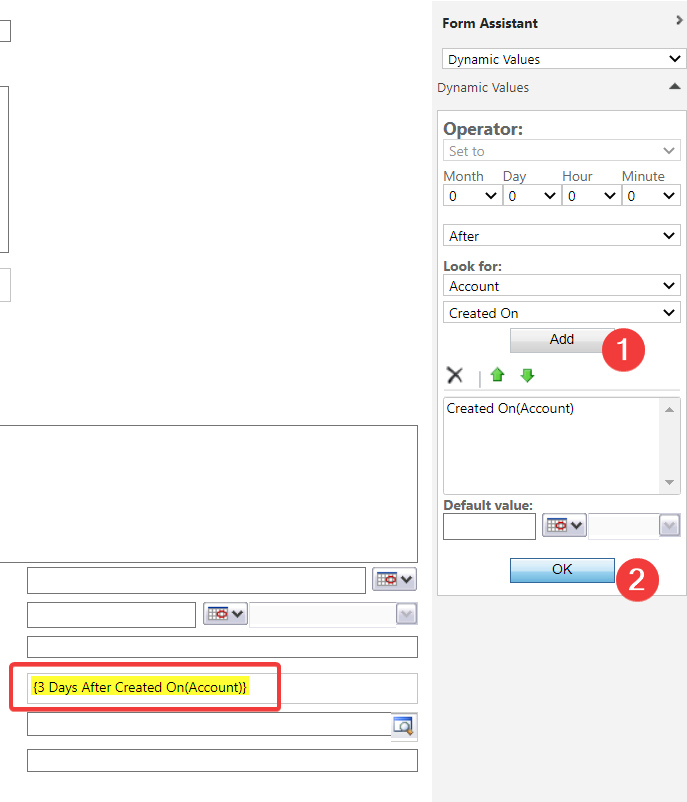 Form Assistant
Dynamic Values
Dynamic Values
Operator:
Set to
Month Day Hour Minute
0 0 0 0
After
Look for:
Account
Created On
Add
1
Created On(Account)
Default value:
OK
2
{3 Days After Created On(Account)}